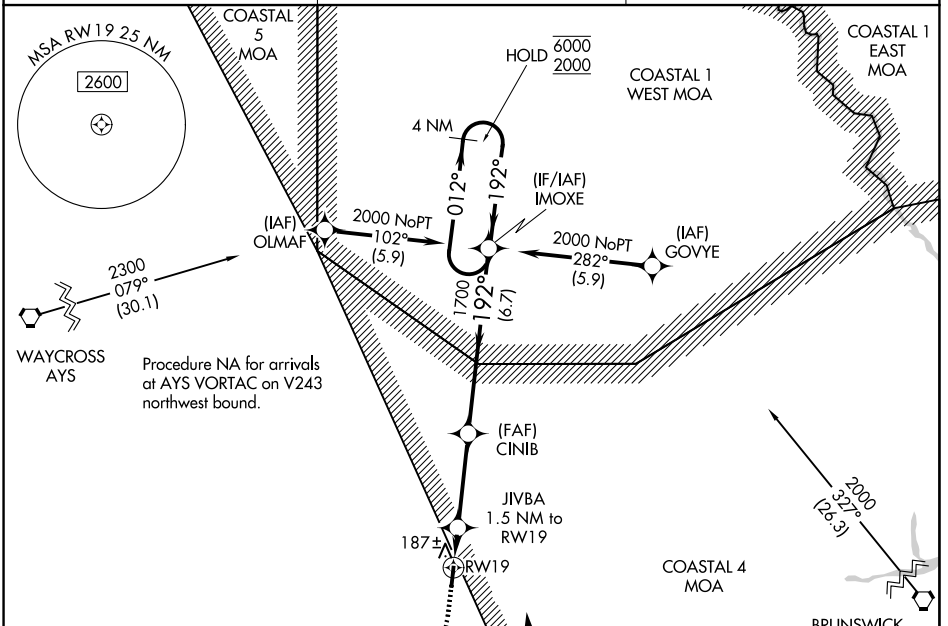 MSA RW19 25 NM
2600
COASTAL
5
MOA
HOLD 6000
2000
COASTAL 1
WEST MOA
COASTAL 1
EAST
MOA
4 NM
012°
192°
(IF/IAF)
IMOXE
(IAF)
OLMAF
2000 NoPT
102°
(5.9)
2000 NoPT
282°
(5.9)
(IAF)
GOVYE
2300
079°
(30.1)
WAYCROSS
AYS
1700
192°
(6.7)
Procedure NA for arrivals
at AYS VORTAC on V243
northwest bound.
(FAF)
CINIB
JIVBA
1.5 NM to
RW19
187±
RW19
2000
327°
(26.3)
COASTAL 4
MOA
BRUNSWICK